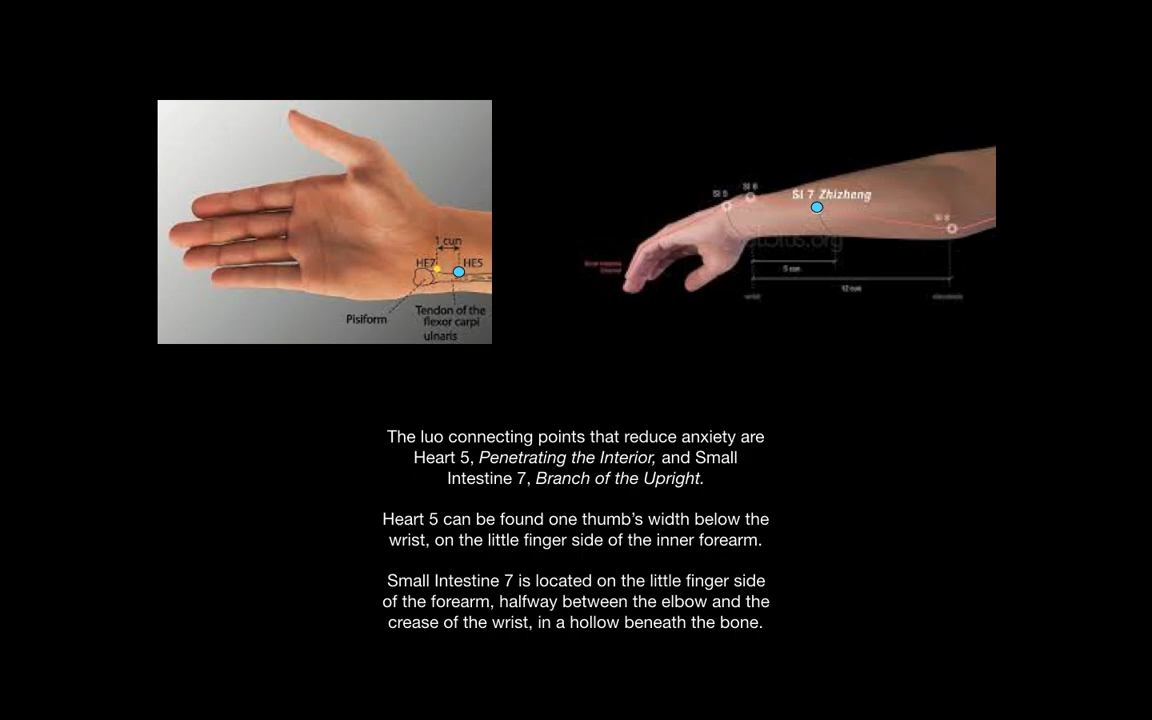 1 cun
HE7
HE5
Pisiform
Tendon of the
flexor carpi
ulnaris
SI 5
SI 6
SI 7 Zhizheng
SI 8
5 cun
12 cun
wrist
The luo connecting points that reduce anxiety are
Heart 5, Penetrating the Interior, and Small
Intestine 7, Branch of the Upright.
Heart 5 can be found one thumb’s width below the
wrist, on the little finger side of the inner forearm.
Small Intestine 7 is located on the little finger side
of the forearm, halfway between the elbow and the
crease of the wrist, in a hollow beneath the bone.